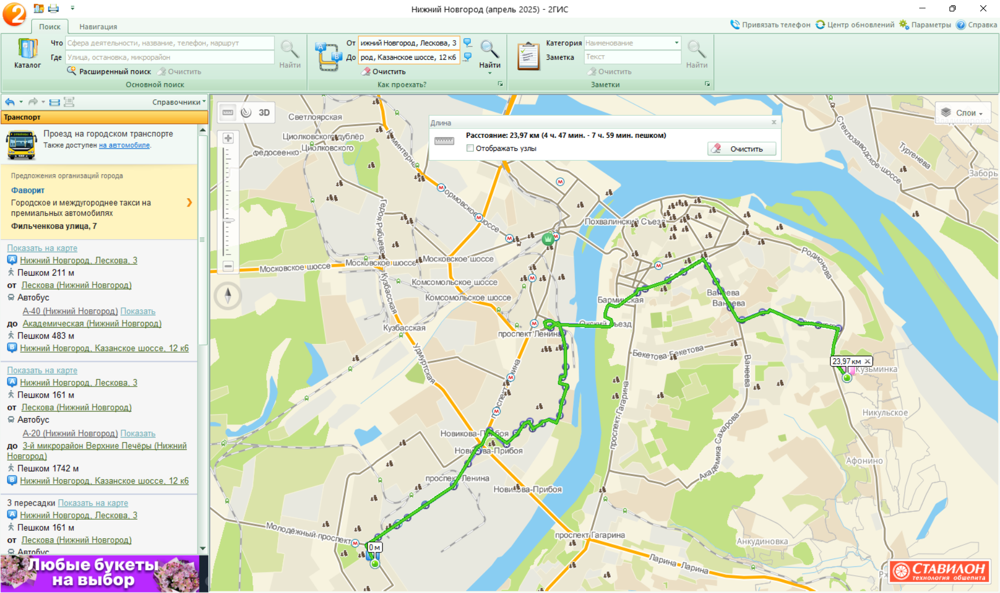 Нижний Новгород (апрель 2025) - 2ГИС
Поиск
Навигация
Привязать телефон
Центр обновлений
Параметры
Справка
Каталог
Что
Сфера деятельности, название, телефон, маршрут
Где
Улица, остановка, микрорайон
Расширенный поиск
Очистить
Найти
Основной поиск
От
ижний Новгород, Лескова, 3
До
род, Казанское шоссе, 12 к6
Очистить
Найти
Как проехать?
Категория
Наименование
Заметка
Текст
Очистить
Найти
Заметки
Справочники
Транспорт
Проезд на городском транспорте
Также доступен на автомобиле.
Предложения организаций города
Фаворит
Городское и междугороднее такси на
премиальных автомобилях
Фильченкова улица, 7
Показать на карте
A Нижний Новгород, Лескова, 3
Пешком 211 м
от Лескова (Нижний Новгород)
Автобус
А-40 (Нижний Новгород) Показать
до Академическая (Нижний Новгород)
Пешком 483 м
B Нижний Новгород, Казанское шоссе, 12 к6
Показать на карте
A Нижний Новгород, Лескова, 3
Пешком 161 м
от Лескова (Нижний Новгород)
Автобус
А-20 (Нижний Новгород) Показать
до 3-й микрорайон Верхние Печёры (Нижний
Новгород)
Пешком 1742 м
B Нижний Новгород, Казанское шоссе, 12 к6
3 пересадки Показать на карте
A Нижний Новгород, Лескова, 3
Пешком 161 м
от Лескова (Нижний Новгород)
Автобус
Любые букеты
на выбор
3D
Слои
Длина
Расстояние: 23,97 км (4 ч. 47 мин. - 7 ч. 59 мин. пешком)
Отображать узлы
Очистить
Светлоярская
Циолковского дублёр
Федосеенко
Циолковского
Коминтерна
Стеклозаводское шоссе
Тургенева
Заборь
Героя Рябцева
Похвалинский Съезд
Московское шоссе
Московское шоссе
Московское шоссе
Родионова
Комсомольское шоссе
Комсомольское шоссе
Кузбасская
Кузбасская
Барминская
Ванеева
Ванеева
Окский съезд
проспект Ленина
Бекетова
Бекетова
Ванеева
Удмуртская
23,97 км
Кузьминка
проспект Гагарина
Никульское
Академика Сахарова
Новикова-Прибоя
Новикова-Прибоя
Афонино
проспект Ленина
Новикова-Прибоя
Молодёжный проспект
проспект Гагарина
Анкудиновка
0 м
Ларина
Ларина
СТАВИЛОН
технология общепита